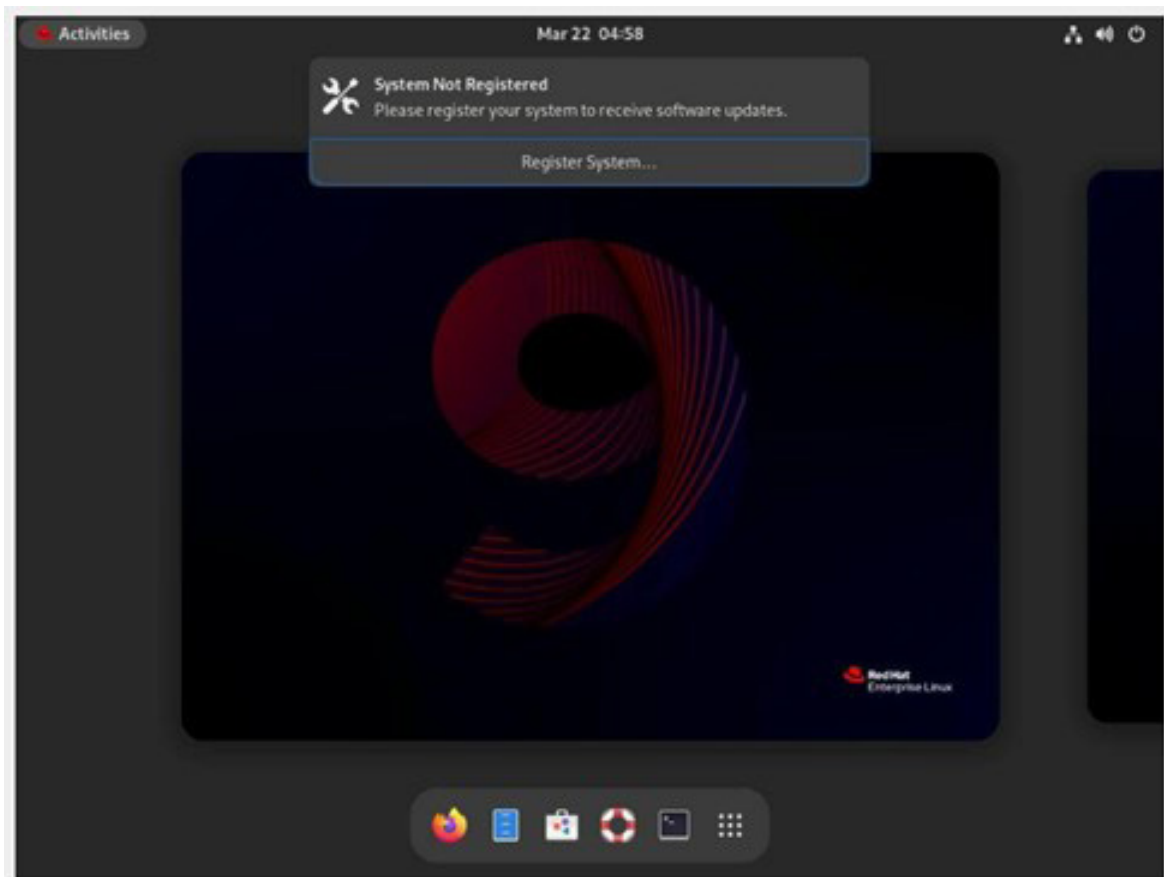 Activities
Mar 22 04:58
System Not Registered
Please register your system to receive software updates.
Register System...
9
Red Hat
Enterprise Linux